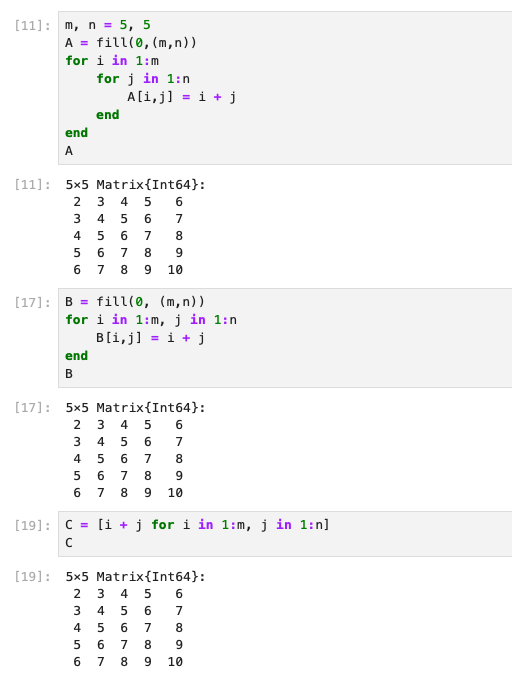 [11]: m, n = 5, 5
A = fill(0,(m,n))
for i in 1:m
    for j in 1:n
        A[i,j] = i + j
    end
end
A
[11]: 5×5 Matrix{Int64}:
 2  3  4  5   6
 3  4  5  6   7
 4  5  6  7   8
 5  6  7  8   9
 6  7  8  9  10
[17]: B = fill(0, (m,n))
for i in 1:m, j in 1:n
    B[i,j] = i + j
end
B
[17]: 5×5 Matrix{Int64}:
 2  3  4  5   6
 3  4  5  6   7
 4  5  6  7   8
 5  6  7  8   9
 6  7  8  9  10
[19]: C = [i + j for i in 1:m, j in 1:n]
C
[19]: 5×5 Matrix{Int64}:
 2  3  4  5   6
 3  4  5  6   7
 4  5  6  7   8
 5  6  7  8   9
 6  7  8  9  10